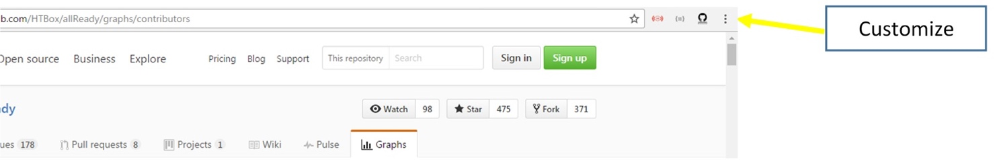 b.com/HTBox/allReady/graphs/contributors
Customize
Open source Business Explore Pricing Blog Support This repository Search Sign in Sign up
dy Watch 98 Star 475 Fork 371
ues 178 Pull requests 8 Projects 1 Wiki Pulse Graphs